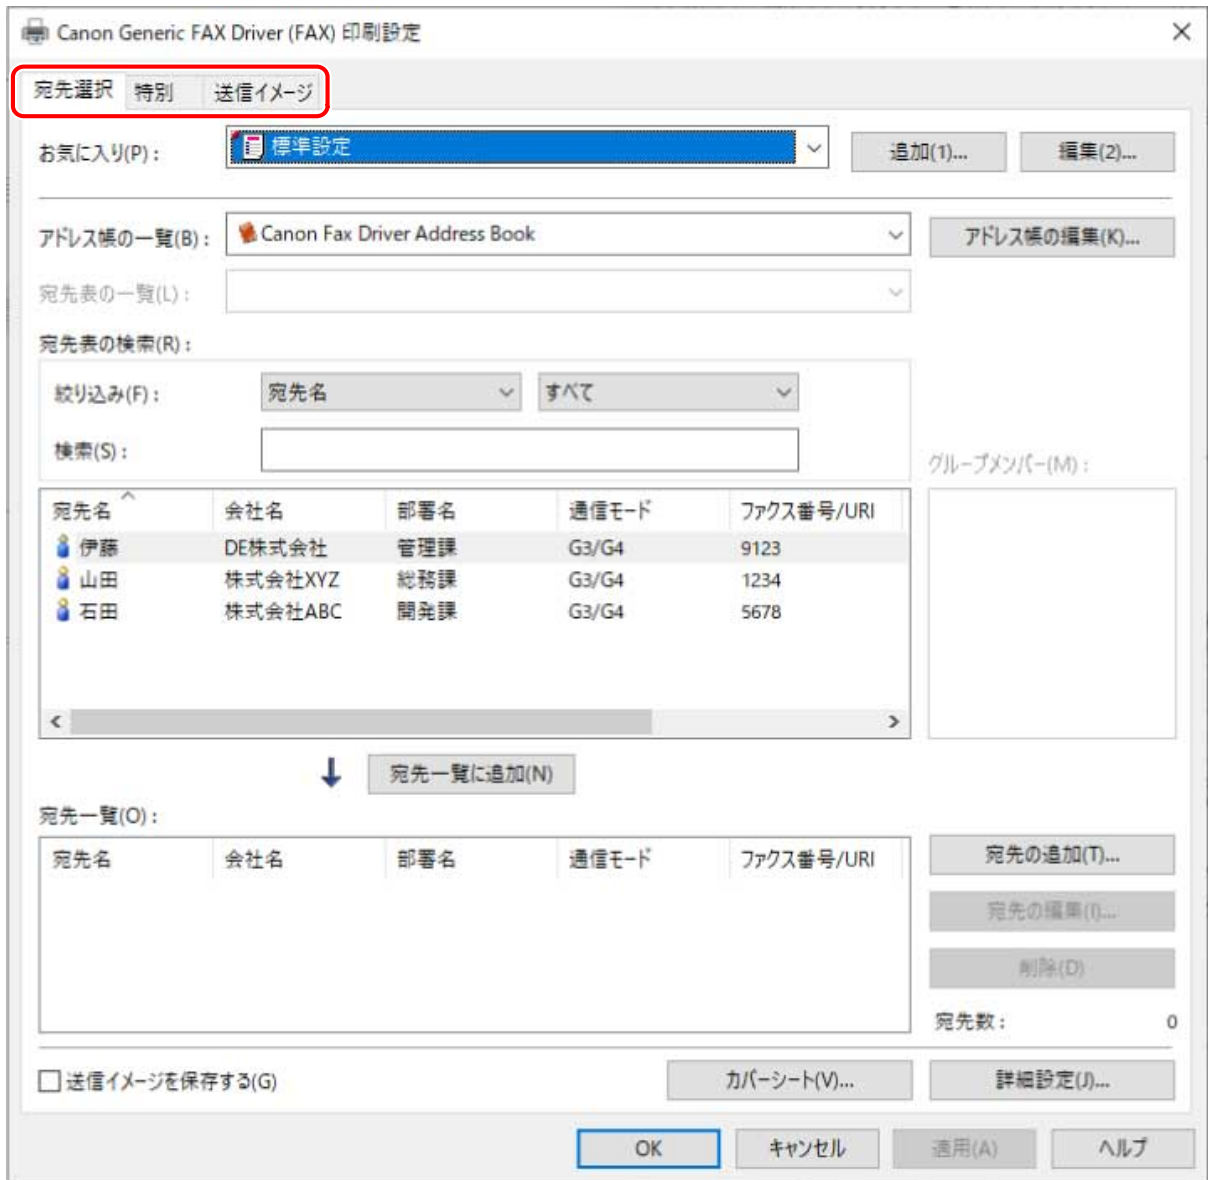 Canon Generic FAX Driver (FAX) 印刷設定
宛先選択 特別 送信イメージ
お気に入り(P): 標準設定 追加(1)... 編集(2)...
アドレス帳の一覧(B): Canon Fax Driver Address Book アドレス帳の編集(K)...
宛先表の一覧(L):
宛先表の検索(R):
絞り込み(F): 宛先名 すべて
検索(S):
グループメンバー(M):
宛先名 会社名 部署名 通信モード ファクス番号/URI
伊藤 DE株式会社 管理課 G3/G4 9123
山田 株式会社XYZ 総務課 G3/G4 1234
石田 株式会社ABC 開発課 G3/G4 5678
宛先一覧に追加(N)
宛先一覧(O):
宛先名 会社名 部署名 通信モード ファクス番号/URI
宛先の追加(T)...
宛先の編集(I)...
削除(D)
宛先数: 0
送信イメージを保存する(G) カバーシート(V)... 詳細設定(J)...
OK キャンセル 適用(A) ヘルプ